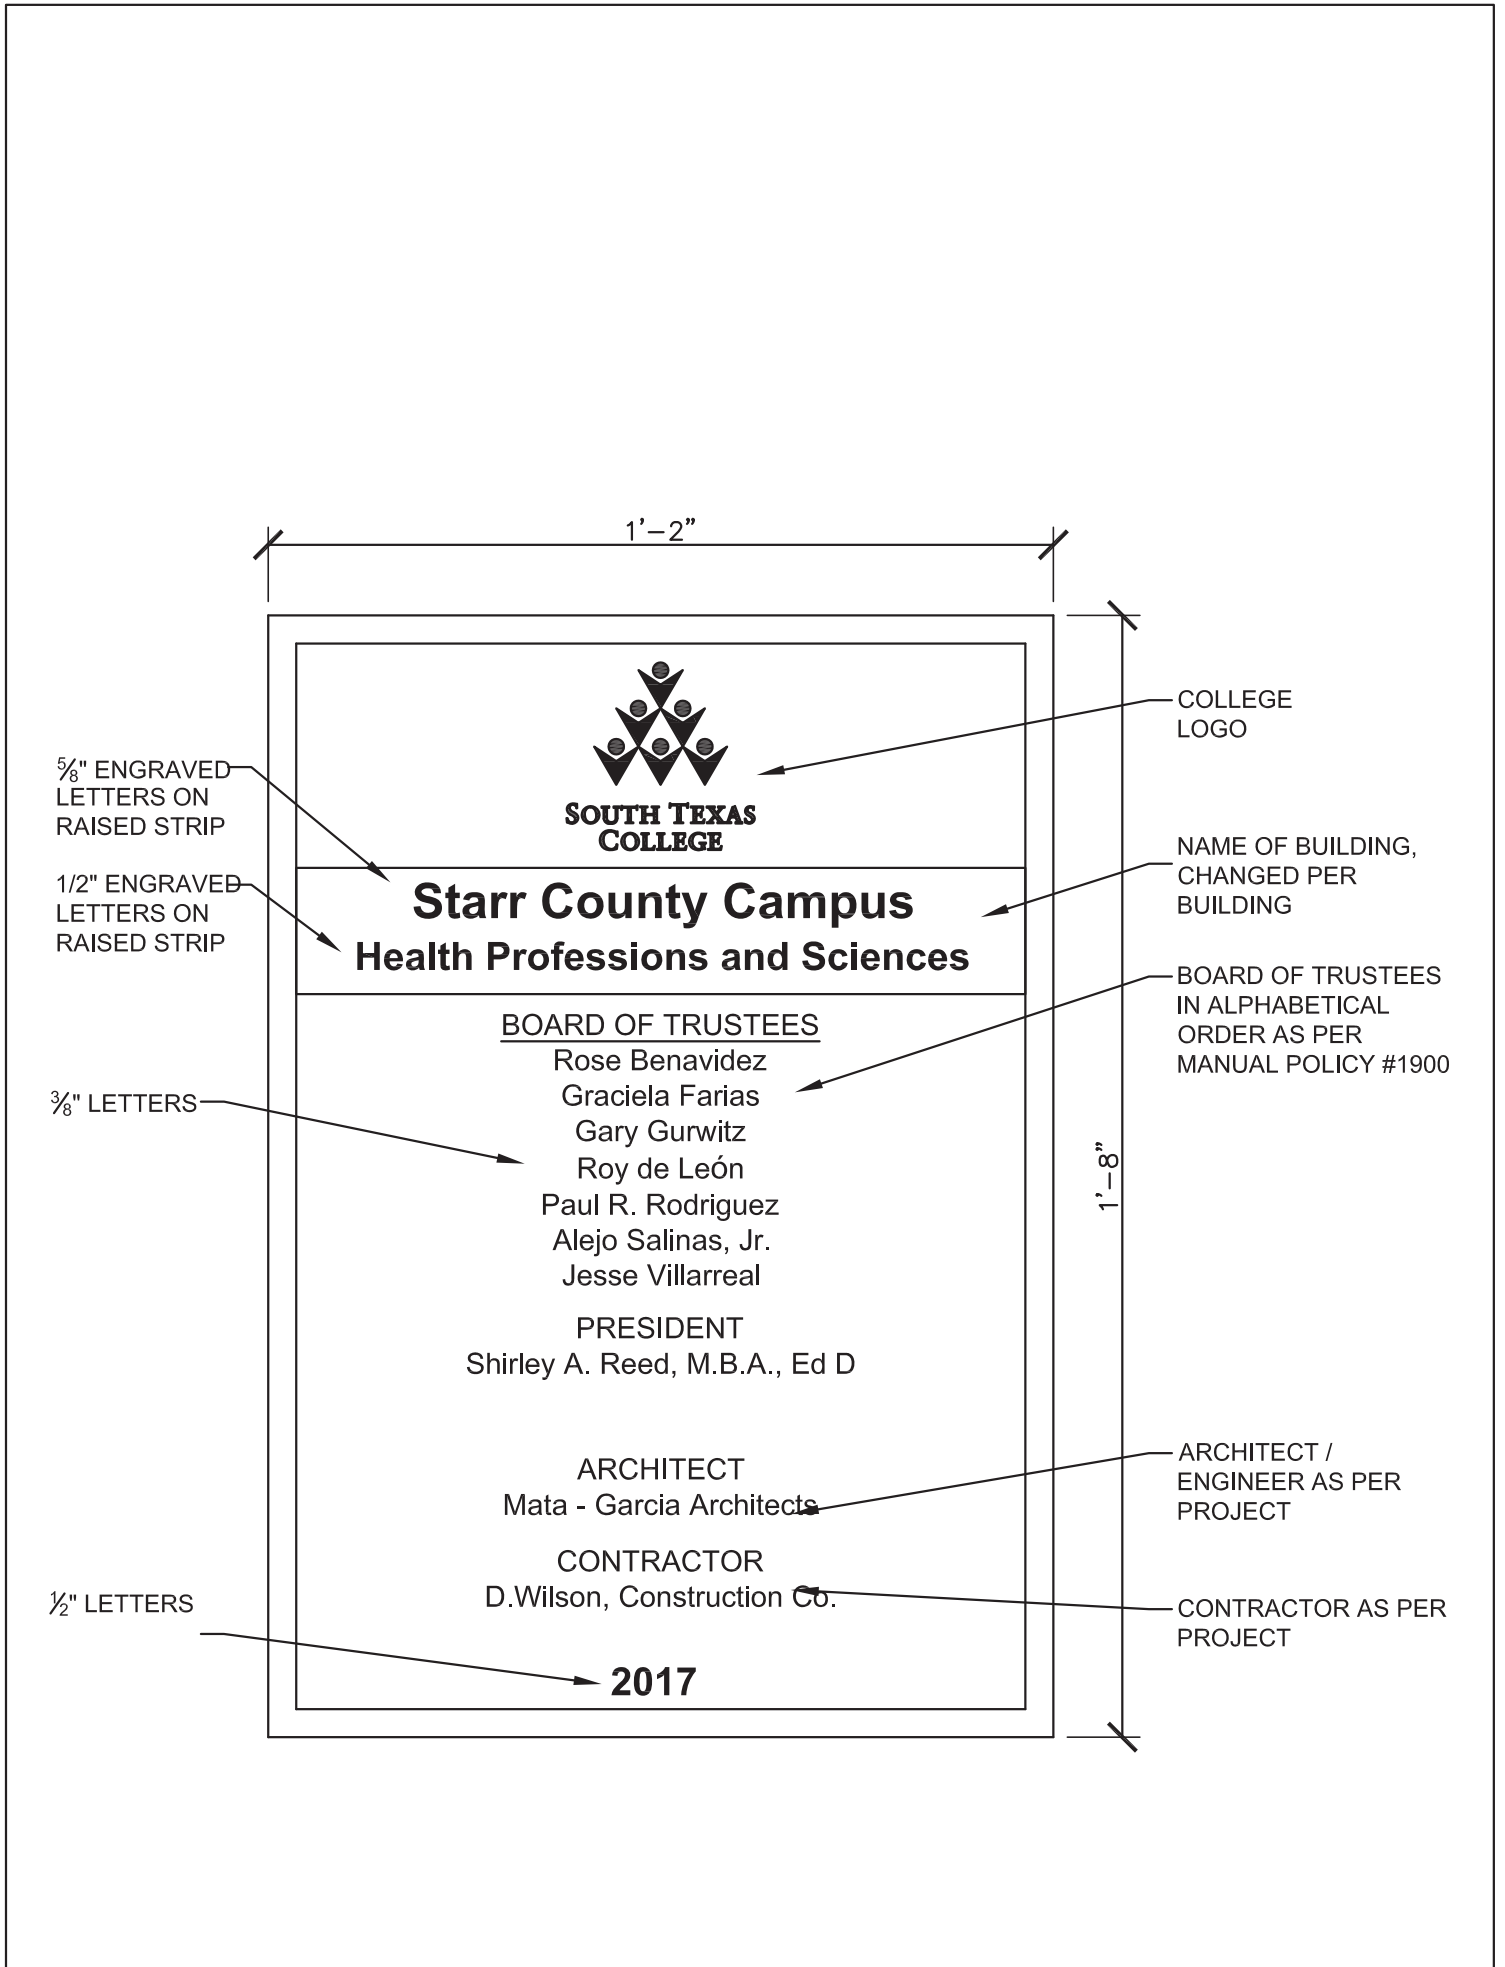 1'-2"
COLLEGE
LOGO
SOUTH TEXAS
COLLEGE
⅝" ENGRAVED
LETTERS ON
RAISED STRIP
1/2" ENGRAVED
LETTERS ON
RAISED STRIP
Starr County Campus
Health Professions and Sciences
NAME OF BUILDING,
CHANGED PER
BUILDING
BOARD OF TRUSTEES
Rose Benavidez
Graciela Farias
Gary Gurwitz
Roy de León
Paul R. Rodriguez
Alejo Salinas, Jr.
Jesse Villarreal
BOARD OF TRUSTEES
IN ALPHABETICAL
ORDER AS PER
MANUAL POLICY #1900
⅜" LETTERS
1'-8"
PRESIDENT
Shirley A. Reed, M.B.A., Ed D
ARCHITECT
Mata - Garcia Architects
ARCHITECT /
ENGINEER AS PER
PROJECT
CONTRACTOR
D.Wilson, Construction Co.
CONTRACTOR AS PER
PROJECT
½" LETTERS
2017